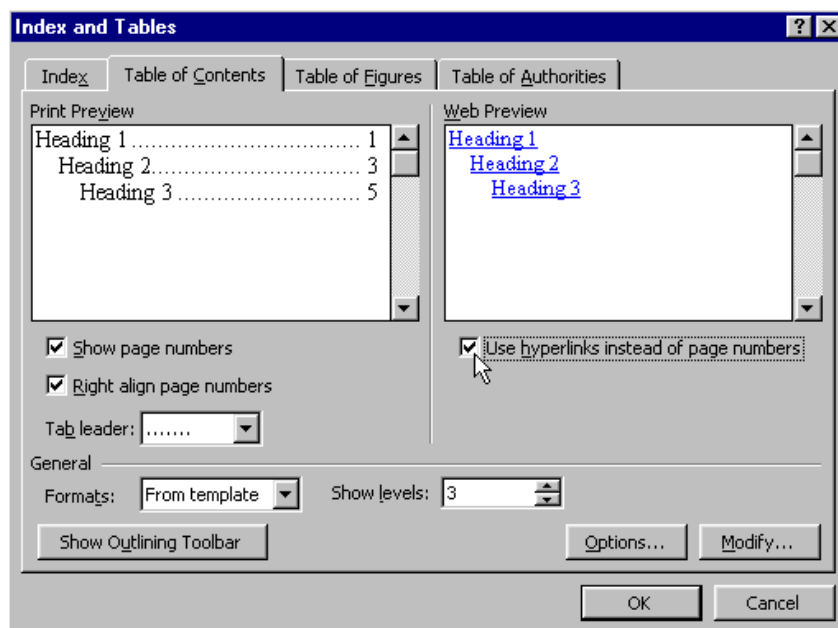 Index and Tables
Index
Table of Contents
Table of Figures
Table of Authorities
Print Preview
Heading 1 ................................ 1
Heading 2................................. 3
Heading 3 ............................. 5
Show page numbers
Right align page numbers
Tab leader: .......
Web Preview
Heading 1
Heading 2
Heading 3
Use hyperlinks instead of page numbers
General
Formats: From template
Show levels: 3
Show Outlining Toolbar
Options...
Modify...
OK
Cancel